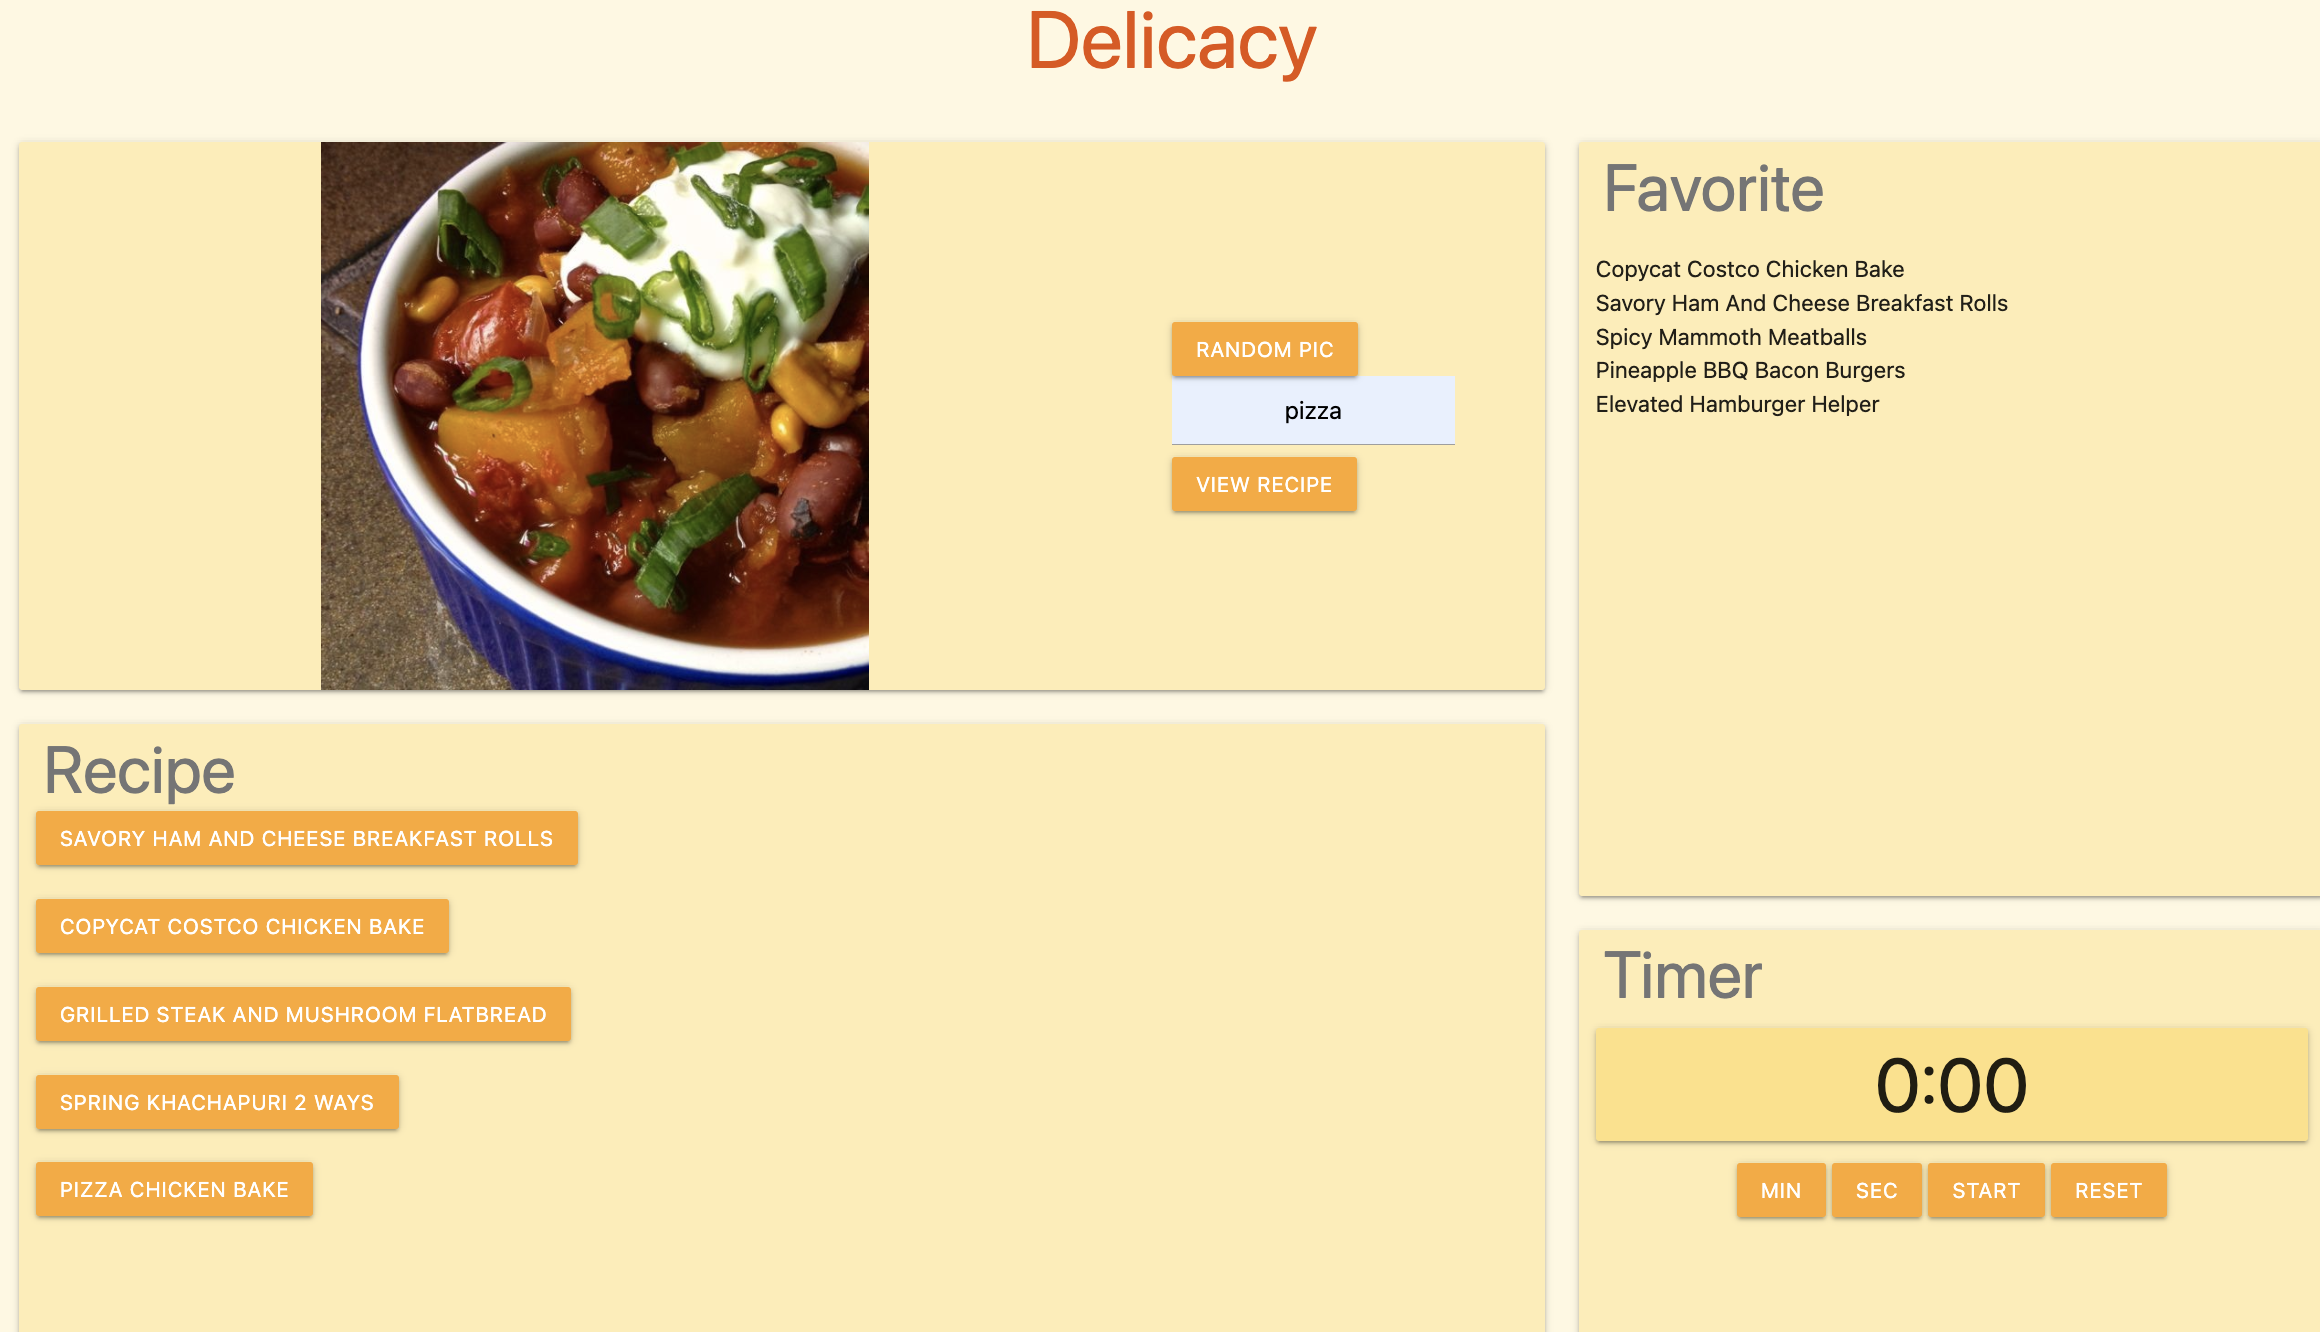 Delicacy
RANDOM PIC
pizza
VIEW RECIPE
Favorite
Copycat Costco Chicken Bake
Savory Ham And Cheese Breakfast Rolls
Spicy Mammoth Meatballs
Pineapple BBQ Bacon Burgers
Elevated Hamburger Helper
Recipe
SAVORY HAM AND CHEESE BREAKFAST ROLLS
COPYCAT COSTCO CHICKEN BAKE
GRILLED STEAK AND MUSHROOM FLATBREAD
SPRING KHACHAPURI 2 WAYS
PIZZA CHICKEN BAKE
Timer
0:00
MIN SEC START RESET